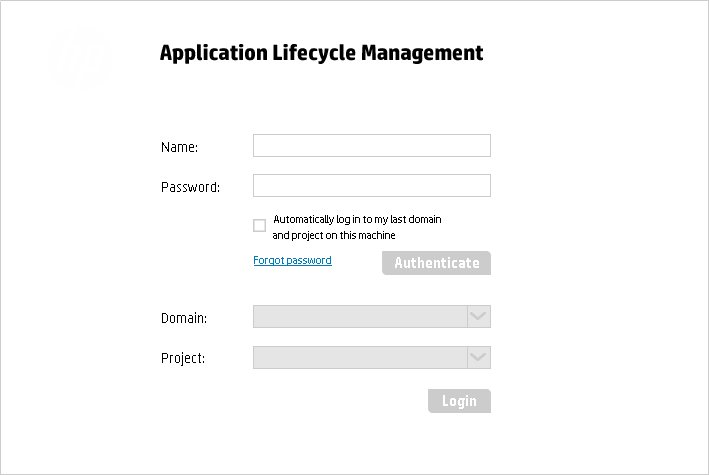 Application Lifecycle Management
Name:
Password:
Automatically log in to my last domain
and project on this machine
Forgot password
Authenticate
Domain:
Project:
Login